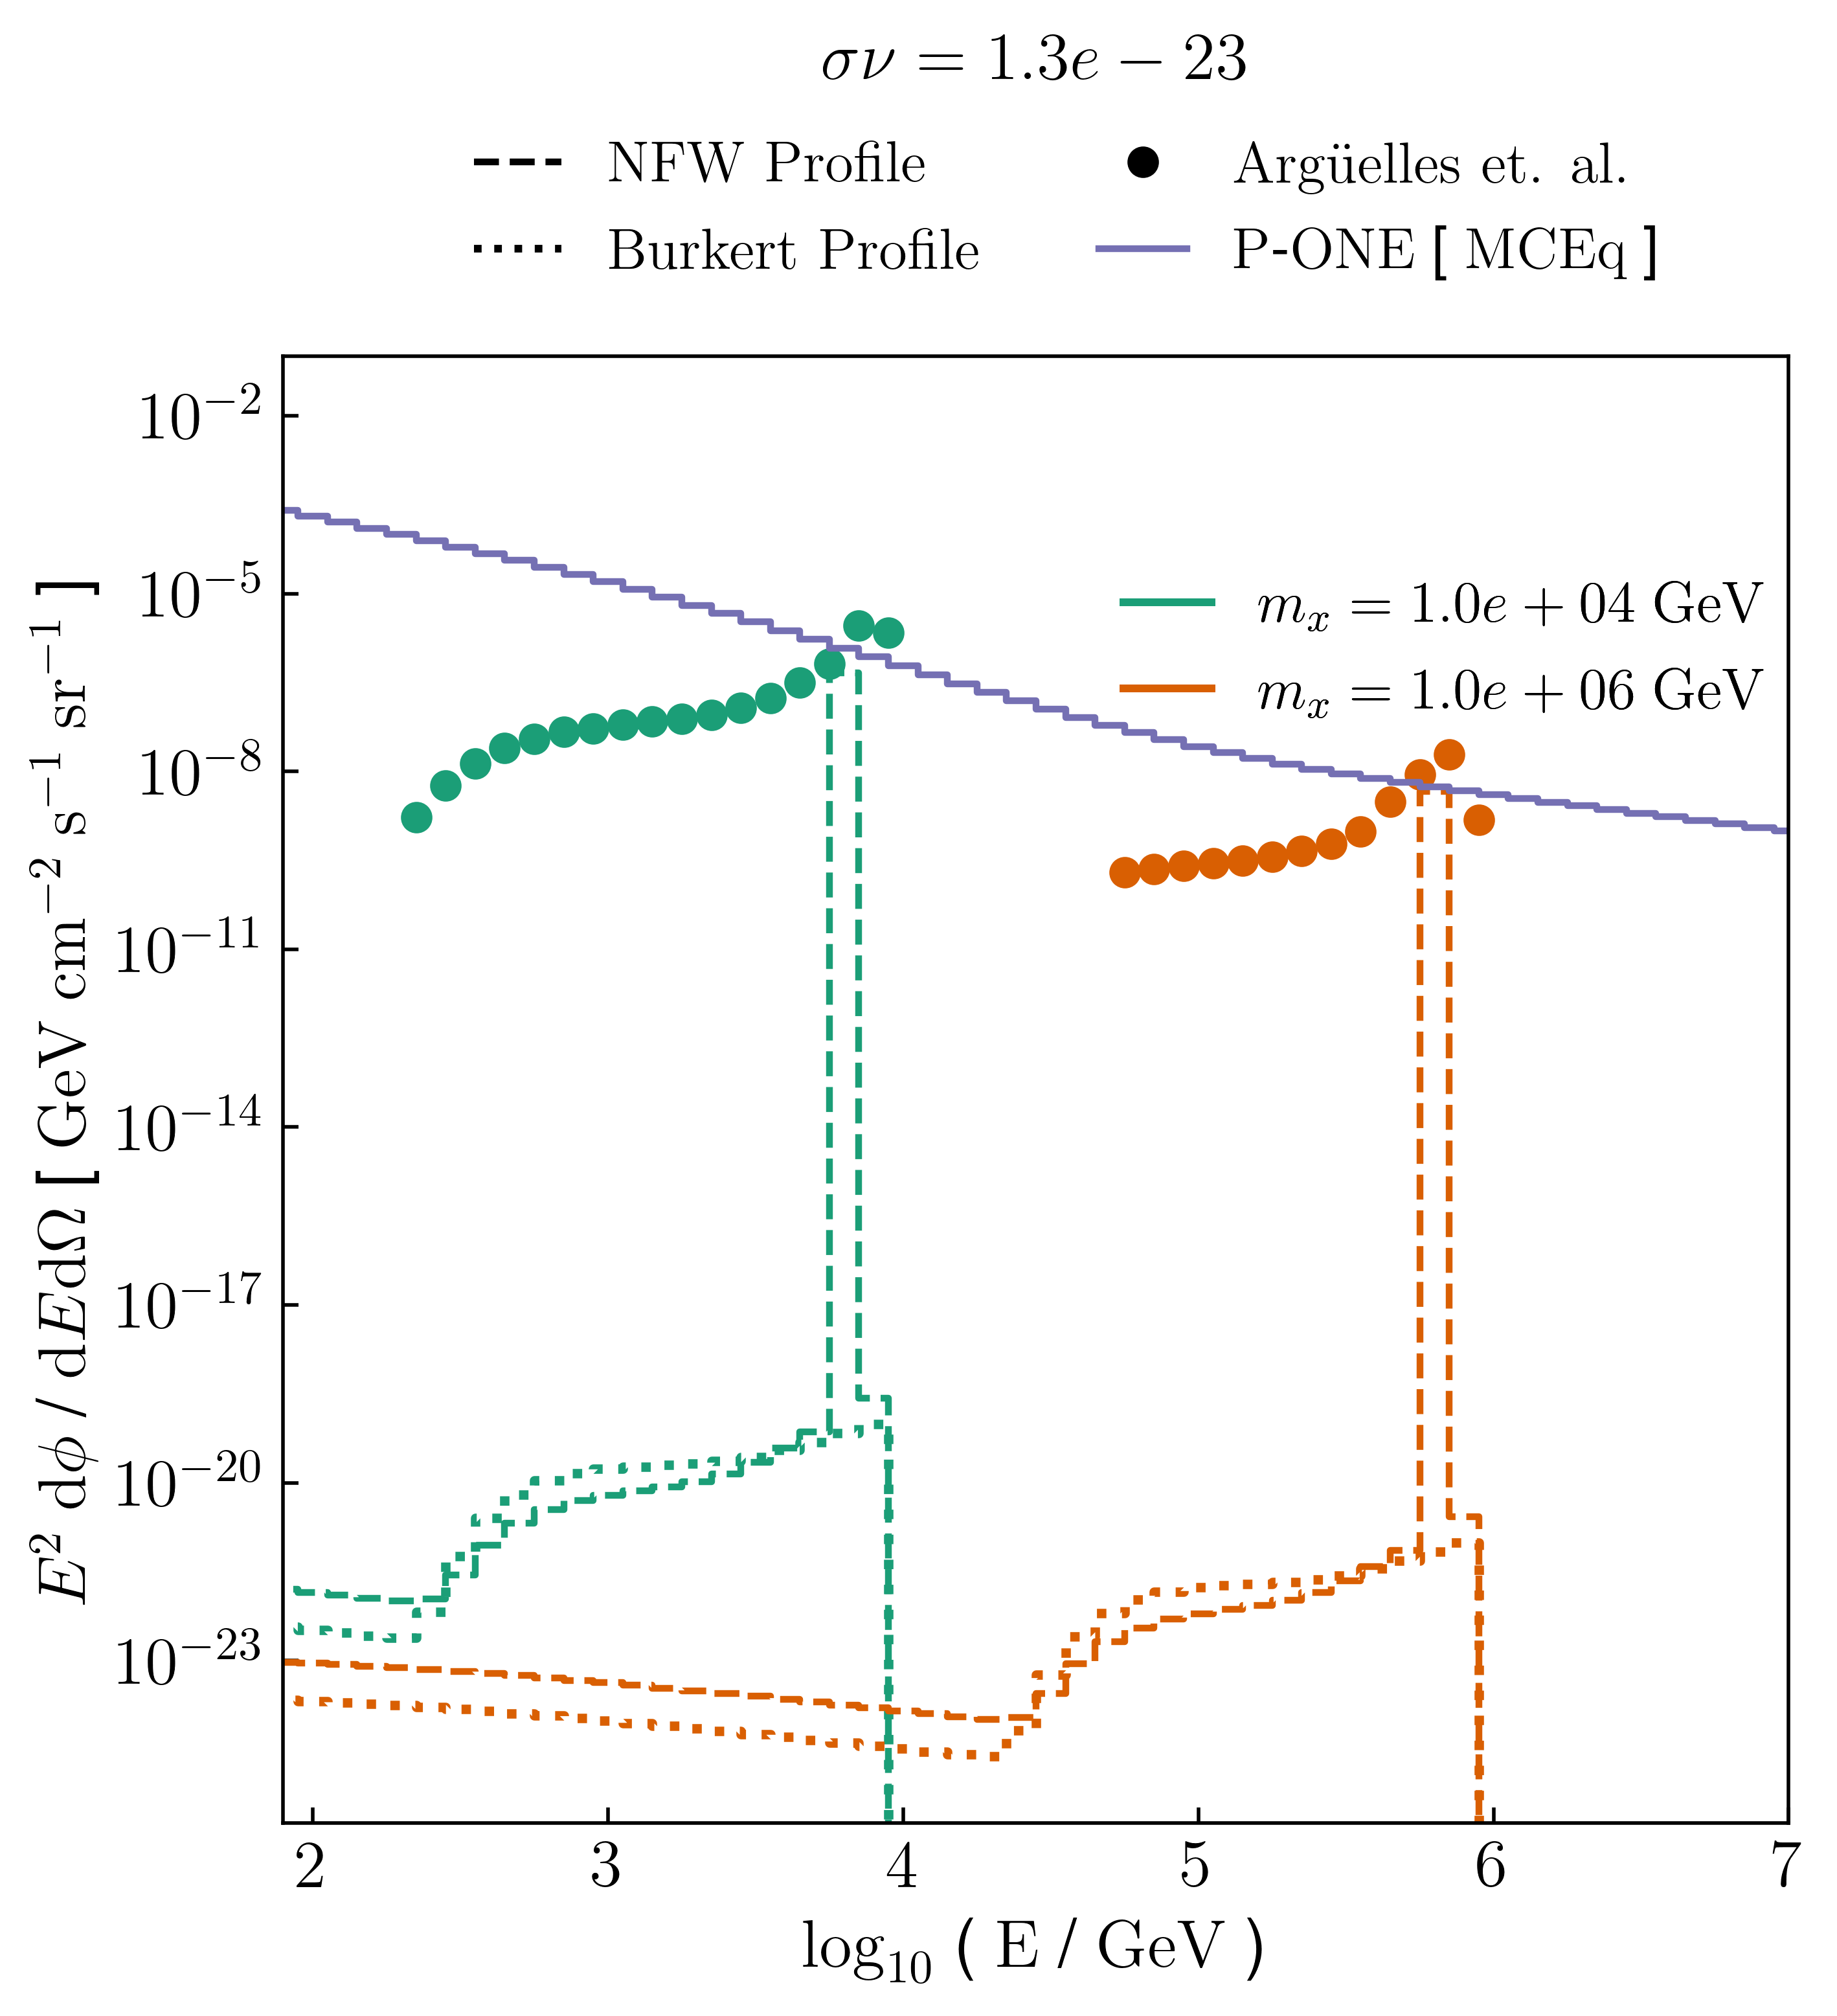 σν = 1.3e − 23
NFW Profile
Burkert Profile
Argüelles et. al.
P-ONE [ MCEq ]
m_x = 1.0e + 04 GeV
m_x = 1.0e + 06 GeV
E² dϕ / dEdΩ [ GeV cm⁻² s⁻¹ sr⁻¹ ]
10⁻²
10⁻⁵
10⁻⁸
10⁻¹¹
10⁻¹⁴
10⁻¹⁷
10⁻²⁰
10⁻²³
2 3 4 5 6 7
log₁₀ ( E / GeV )